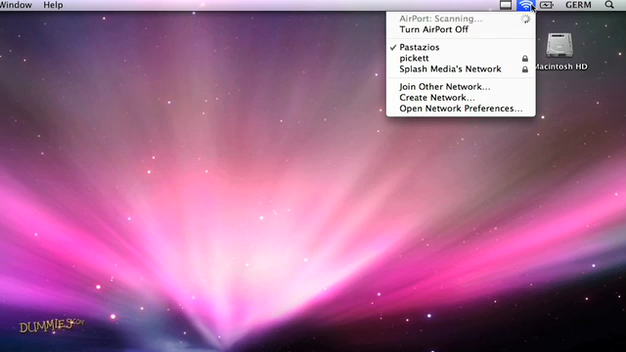 Window Help
GERM
AirPort: Scanning...
Turn AirPort Off
Pastazios
pickett
Splash Media's Network
Join Other Network...
Create Network...
Open Network Preferences...
Macintosh HD
DUMMIES.COM